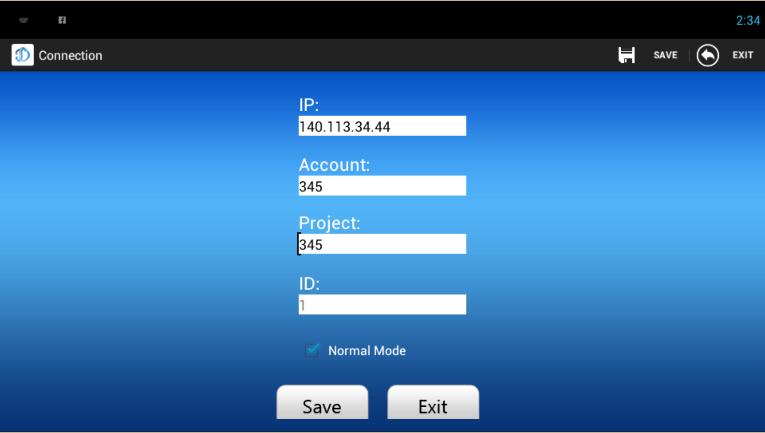 2:34
Connection
SAVE
EXIT
IP:
140.113.34.44
Account:
345
Project:
345
ID:
1
Normal Mode
Save
Exit